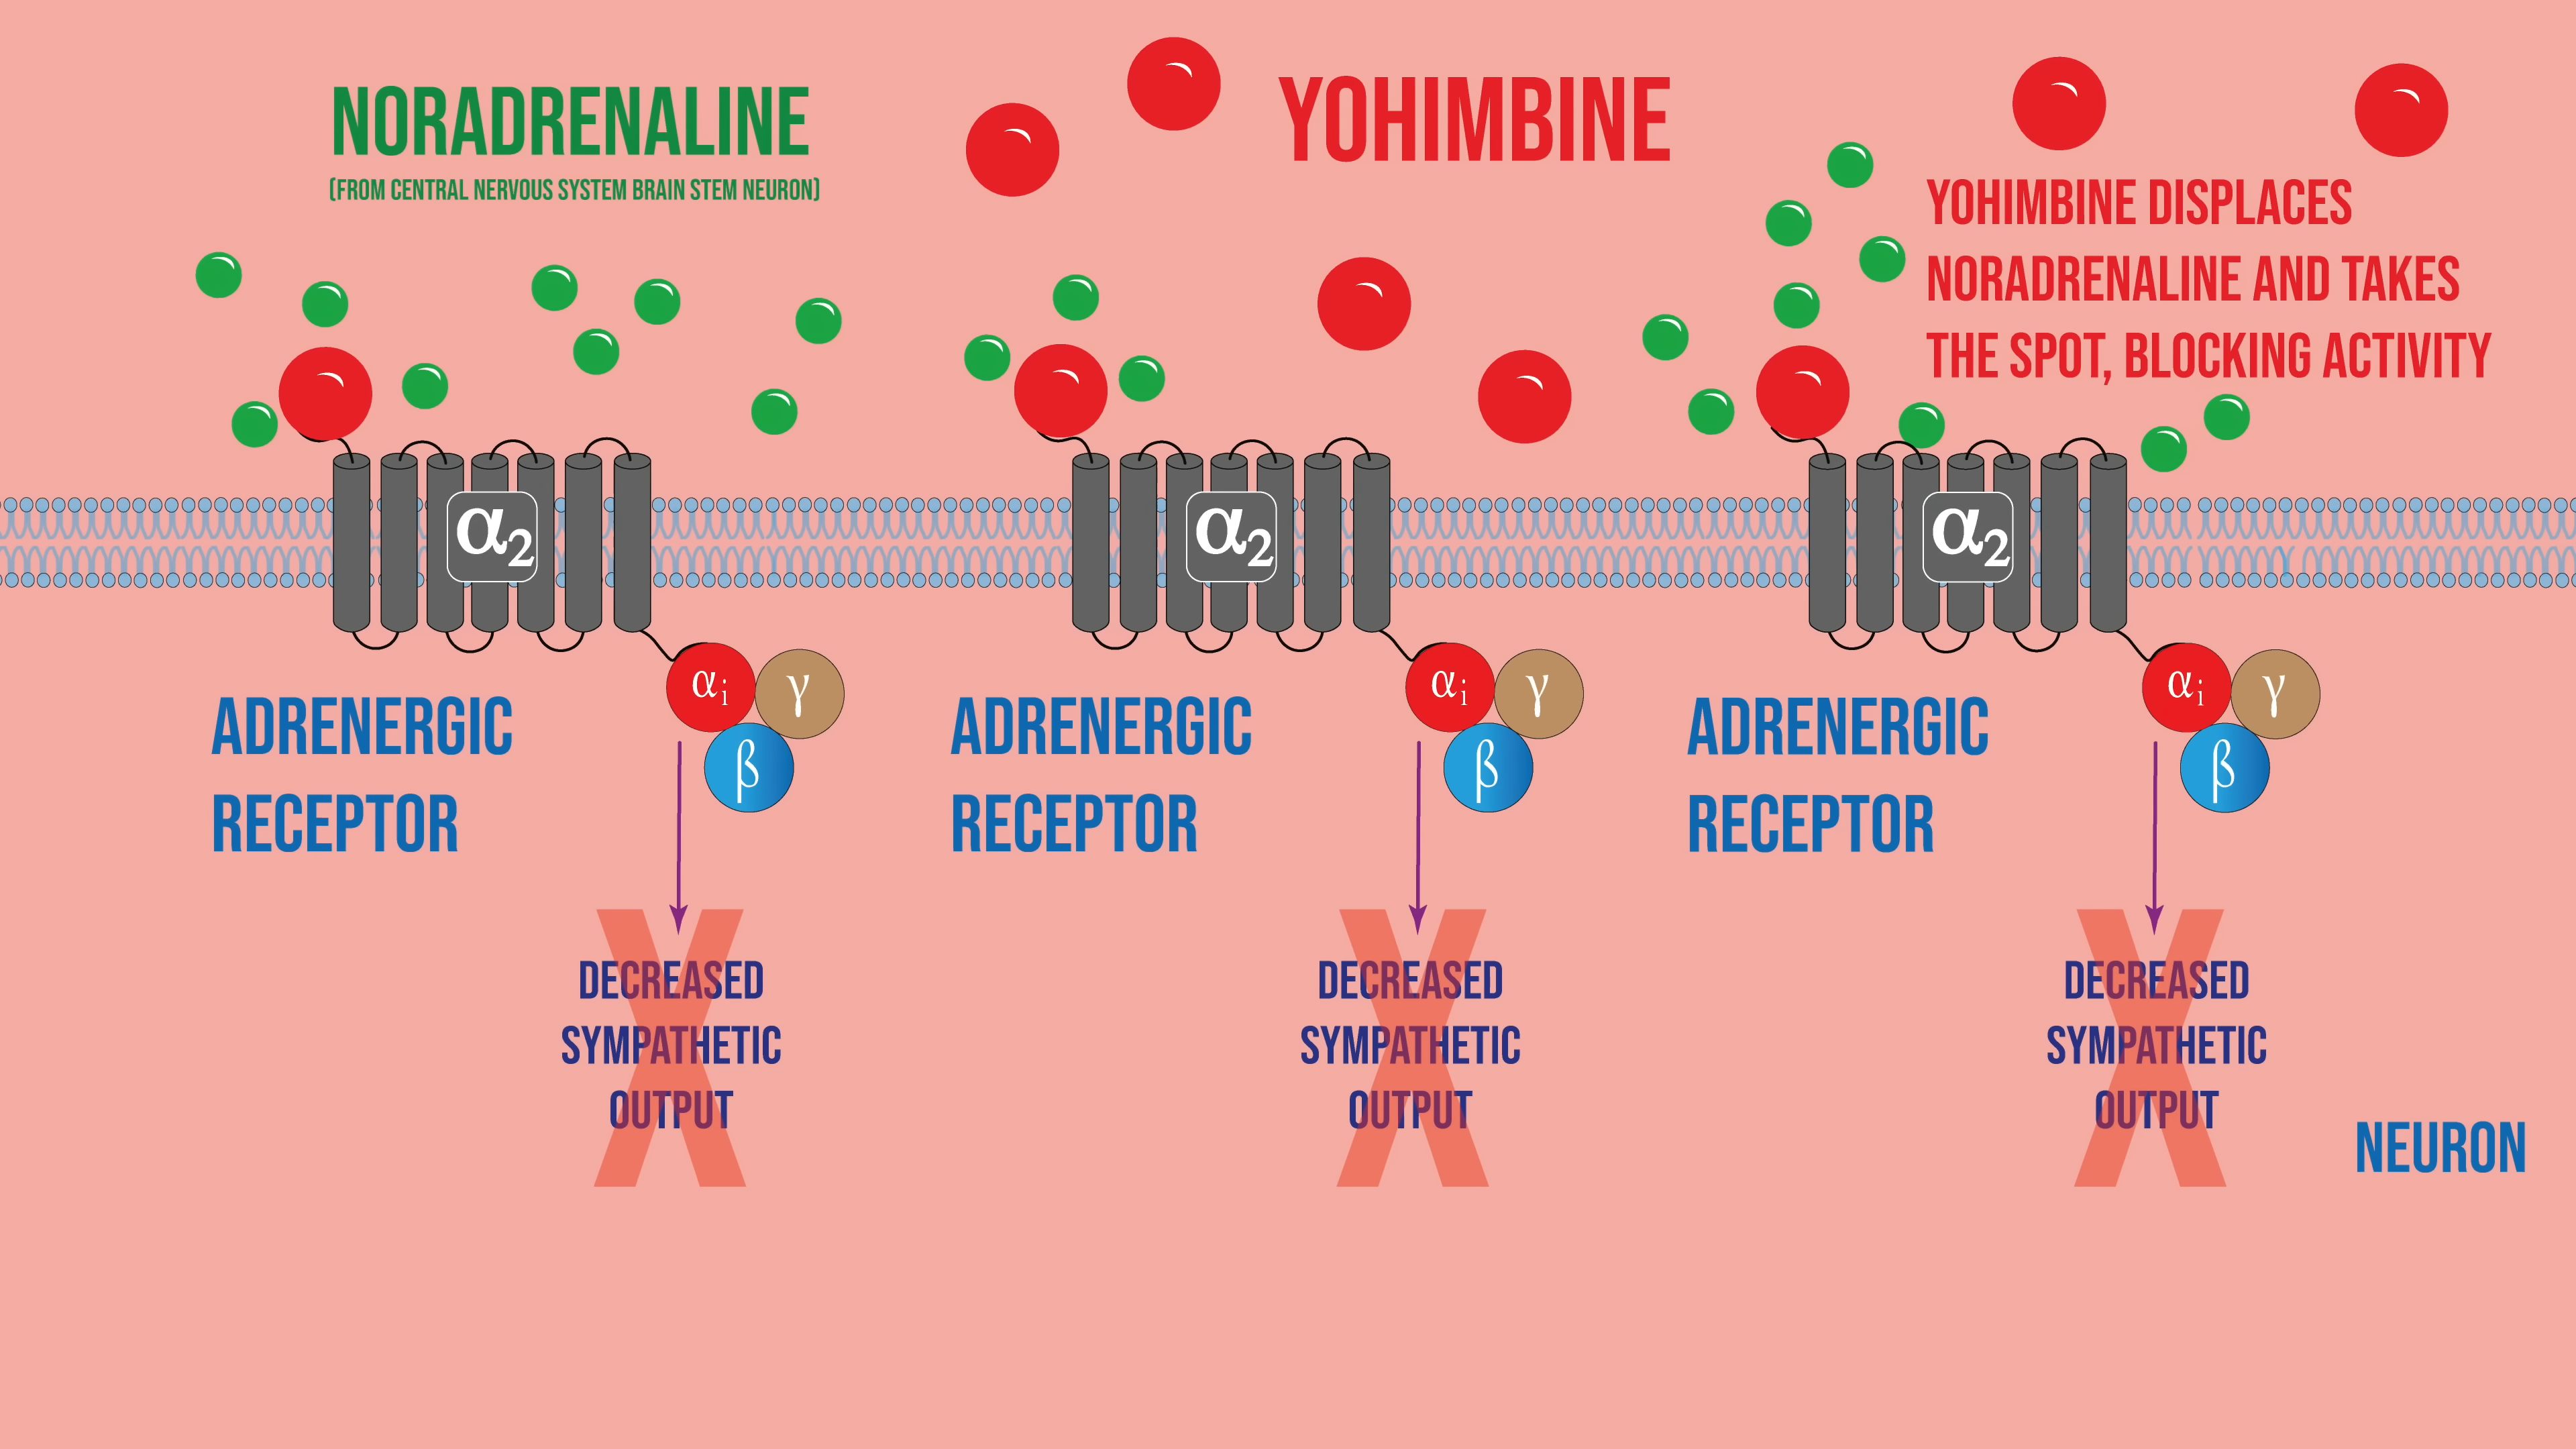 NORADRENALINE
(FROM CENTRAL NERVOUS SYSTEM BRAIN STEM NEURON)
YOHIMBINE
YOHIMBINE DISPLACES
NORADRENALINE AND TAKES
THE SPOT, BLOCKING ACTIVITY
α2
α2
α2
αi
γ
β
αi
γ
β
αi
γ
β
ADRENERGIC
RECEPTOR
ADRENERGIC
RECEPTOR
ADRENERGIC
RECEPTOR
X
DECREASED
SYMPATHETIC
OUTPUT
X
DECREASED
SYMPATHETIC
OUTPUT
X
DECREASED
SYMPATHETIC
OUTPUT
NEURON